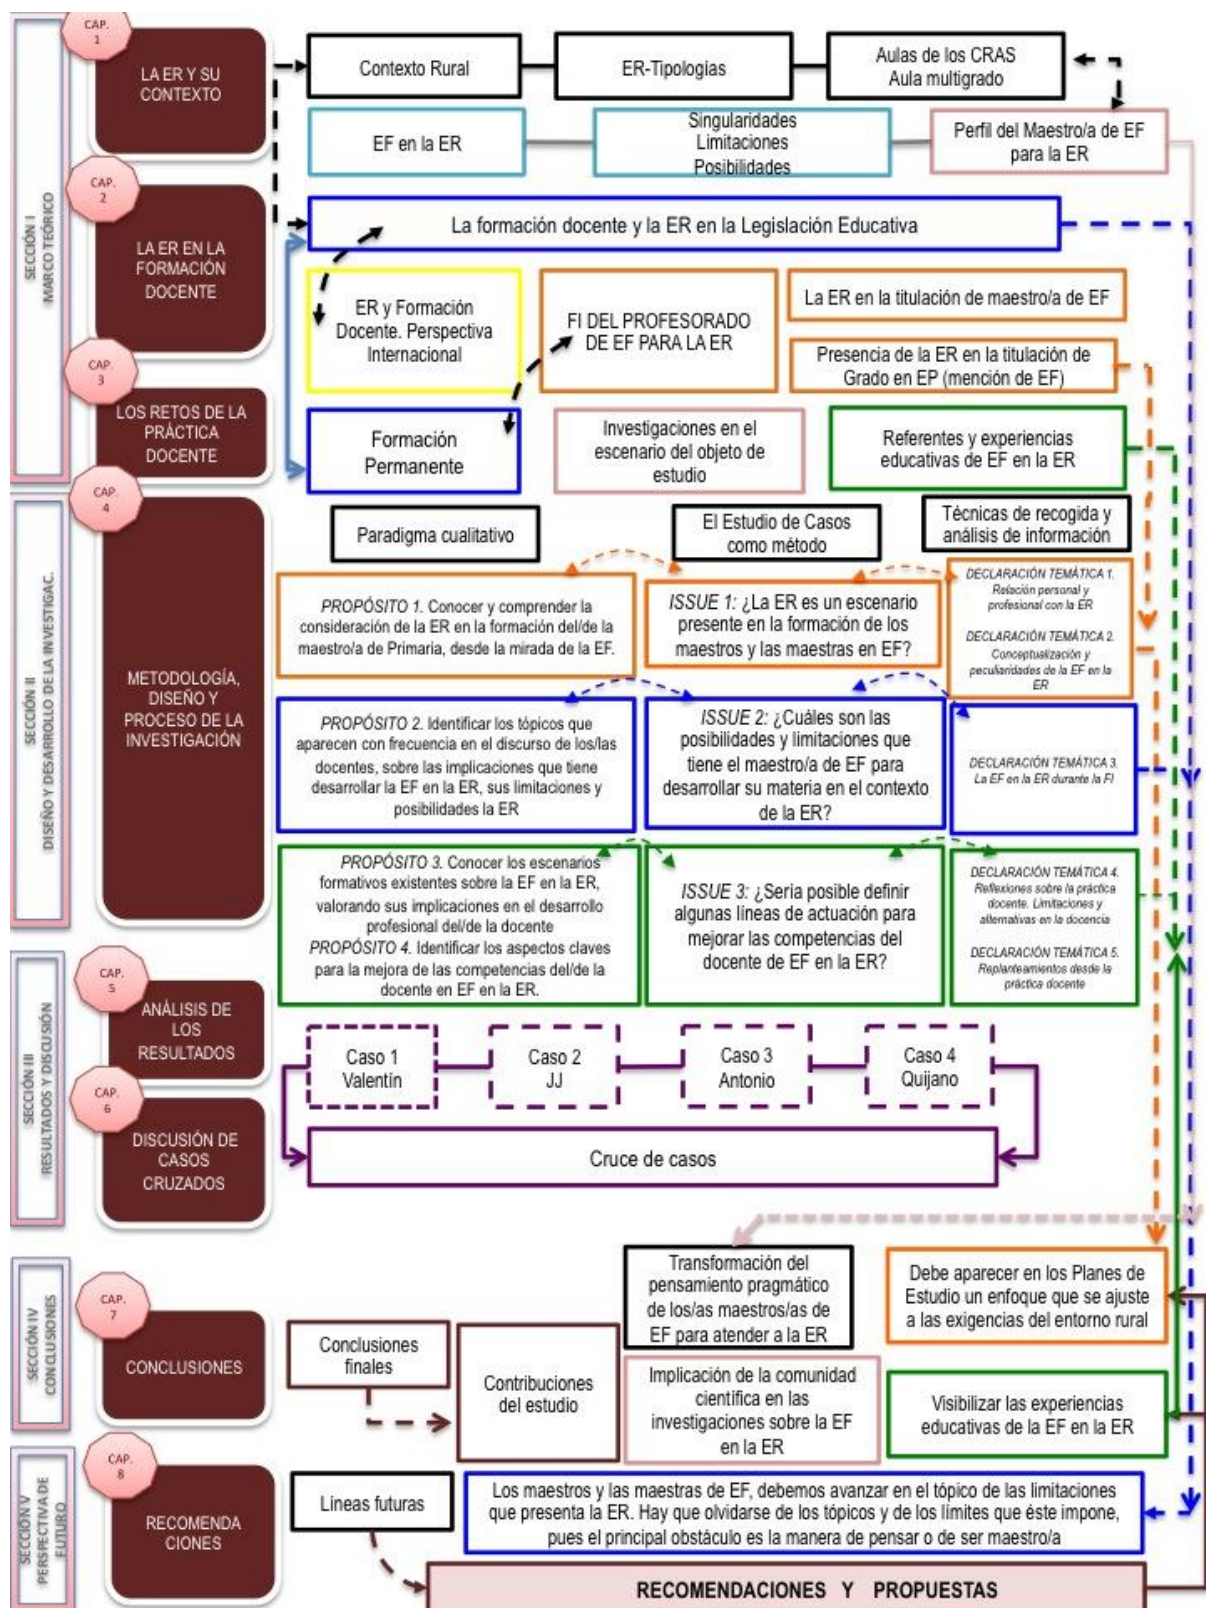 SECCIÓN I
MARCO TEÓRICO
CAP.
1
LA ER Y SU
CONTEXTO
Contexto Rural
ER-Tipologías
Aulas de los CRAS
Aula multigrado
EF en la ER
Singularidades
Limitaciones
Posibilidades
Perfil del Maestro/a de EF
para la ER
CAP.
2
LA ER EN LA
FORMACIÓN
DOCENTE
La formación docente y la ER en la Legislación Educativa
ER y Formación
Docente. Perspectiva
Internacional
FI DEL PROFESORADO
DE EF PARA LA ER
La ER en la titulación de maestro/a de EF
Presencia de la ER en la titulación de
Grado en EP (mención de EF)
CAP.
3
LOS RETOS DE LA
PRÁCTICA
DOCENTE
Formación
Permanente
Investigaciones en el
escenario del objeto de
estudio
Referentes y experiencias
educativas de EF en la ER
SECCIÓN II
DISEÑO Y DESARROLLO DE LA INVESTIGAC.
CAP.
4
METODOLOGÍA,
DISEÑO Y
PROCESO DE LA
INVESTIGACIÓN
Paradigma cualitativo
El Estudio de Casos
como método
Técnicas de recogida y
análisis de información
PROPÓSITO 1. Conocer y comprender la
consideración de la ER en la formación del/de la
maestro/a de Primaria, desde la mirada de la EF.
ISSUE 1: ¿La ER es un escenario
presente en la formación de los
maestros y las maestras en EF?
DECLARACIÓN TEMÁTICA 1.
Relación personal y
profesional con la ER
DECLARACIÓN TEMÁTICA 2.
Conceptualización y
peculiaridades de la EF en la
ER
PROPÓSITO 2. Identificar los tópicos que
aparecen con frecuencia en el discurso de los/las
docentes, sobre las implicaciones que tiene
desarrollar la EF en la ER, sus limitaciones y
posibilidades la ER
ISSUE 2: ¿Cuáles son las
posibilidades y limitaciones que
tiene el maestro/a de EF para
desarrollar su materia en el contexto
de la ER?
DECLARACIÓN TEMÁTICA 3.
La EF en la ER durante la FI
PROPÓSITO 3. Conocer los escenarios
formativos existentes sobre la EF en la ER,
valorando sus implicaciones en el desarrollo
profesional del/de la docente
PROPÓSITO 4. Identificar los aspectos claves
para la mejora de las competencias del/de la
docente en EF en la ER.
ISSUE 3: ¿Sería posible definir
algunas líneas de actuación para
mejorar las competencias del
docente de EF en la ER?
DECLARACIÓN TEMÁTICA 4.
Reflexiones sobre la práctica
docente. Limitaciones y
alternativas en la docencia
DECLARACIÓN TEMÁTICA 5.
Replanteamientos desde la
práctica docente
SECCIÓN III
RESULTADOS Y DISCUSIÓN
CAP.
5
ANÁLISIS DE
LOS
RESULTADOS
Caso 1
Valentín
Caso 2
JJ
Caso 3
Antonio
Caso 4
Quijano
CAP.
6
DISCUSIÓN DE
CASOS
CRUZADOS
Cruce de casos
SECCIÓN IV
CONCLUSIONES
CAP.
7
CONCLUSIONES
Conclusiones
finales
Contribuciones
del estudio
Transformación del
pensamiento pragmático
de los/as maestros/as de
EF para atender a la ER
Debe aparecer en los Planes de
Estudio un enfoque que se ajuste
a las exigencias del entorno rural
Implicación de la comunidad
científica en las
investigaciones sobre la EF
en la ER
Visibilizar las experiencias
educativas de la EF en la ER
SECCIÓN V
PERSPECTIVA DE
FUTURO
CAP.
8
RECOMENDA
CIONES
Líneas futuras
Los maestros y las maestras de EF, debemos avanzar en el tópico de las limitaciones
que presenta la ER. Hay que olvidarse de los tópicos y de los límites que éste impone,
pues el principal obstáculo es la manera de pensar o de ser maestro/a
RECOMENDACIONES Y PROPUESTAS